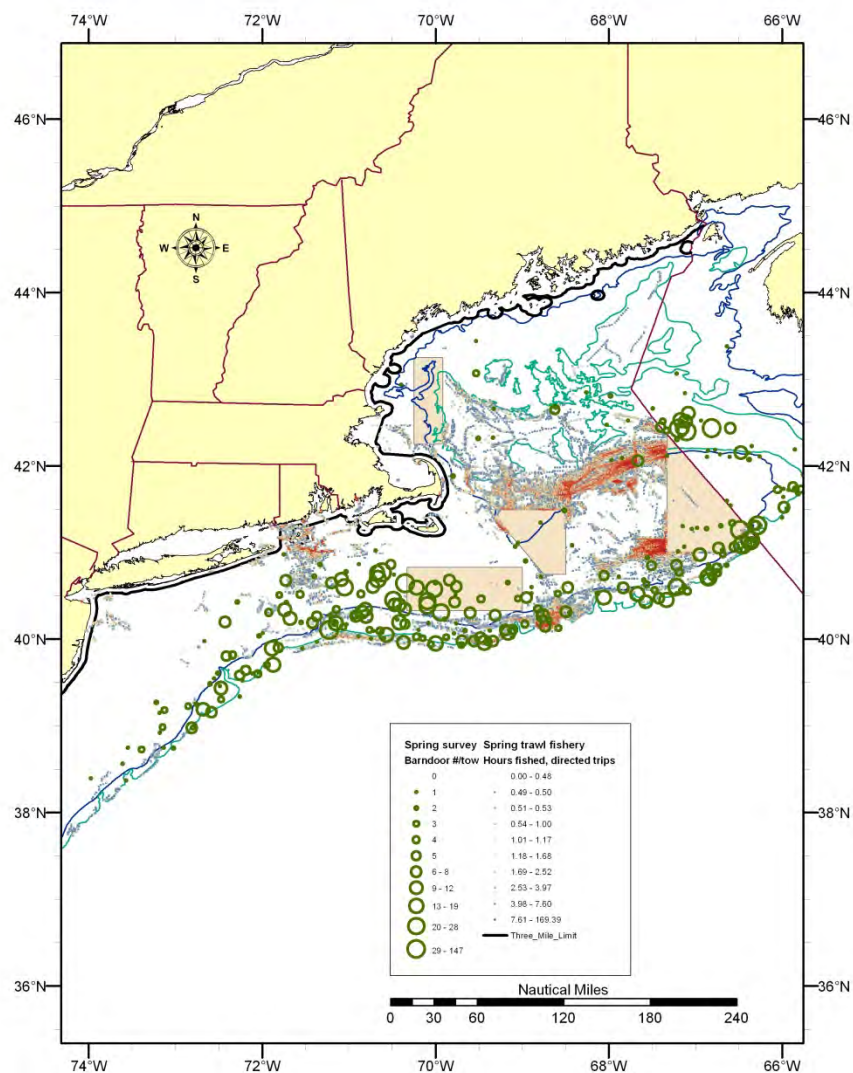 74°W 72°W 70°W 68°W 66°W
46°N 46°N
N
W E
S
44°N 44°N
42°N 42°N
40°N 40°N
38°N 38°N
36°N 36°N
Spring survey Spring trawl fishery
Barndoor #/tow Hours fished, directed trips
0 0.00 - 0.48
1 0.49 - 0.50
2 0.51 - 0.53
3 0.54 - 1.00
4 1.01 - 1.17
5 1.18 - 1.68
6 - 8 1.69 - 2.52
9 - 12 2.53 - 3.97
13 - 19 3.98 - 7.60
20 - 28 7.61 - 169.39
29 - 147 Three_Mile_Limit
Nautical Miles
0 15 30 60 120 180 240
74°W 72°W 70°W 68°W 66°W